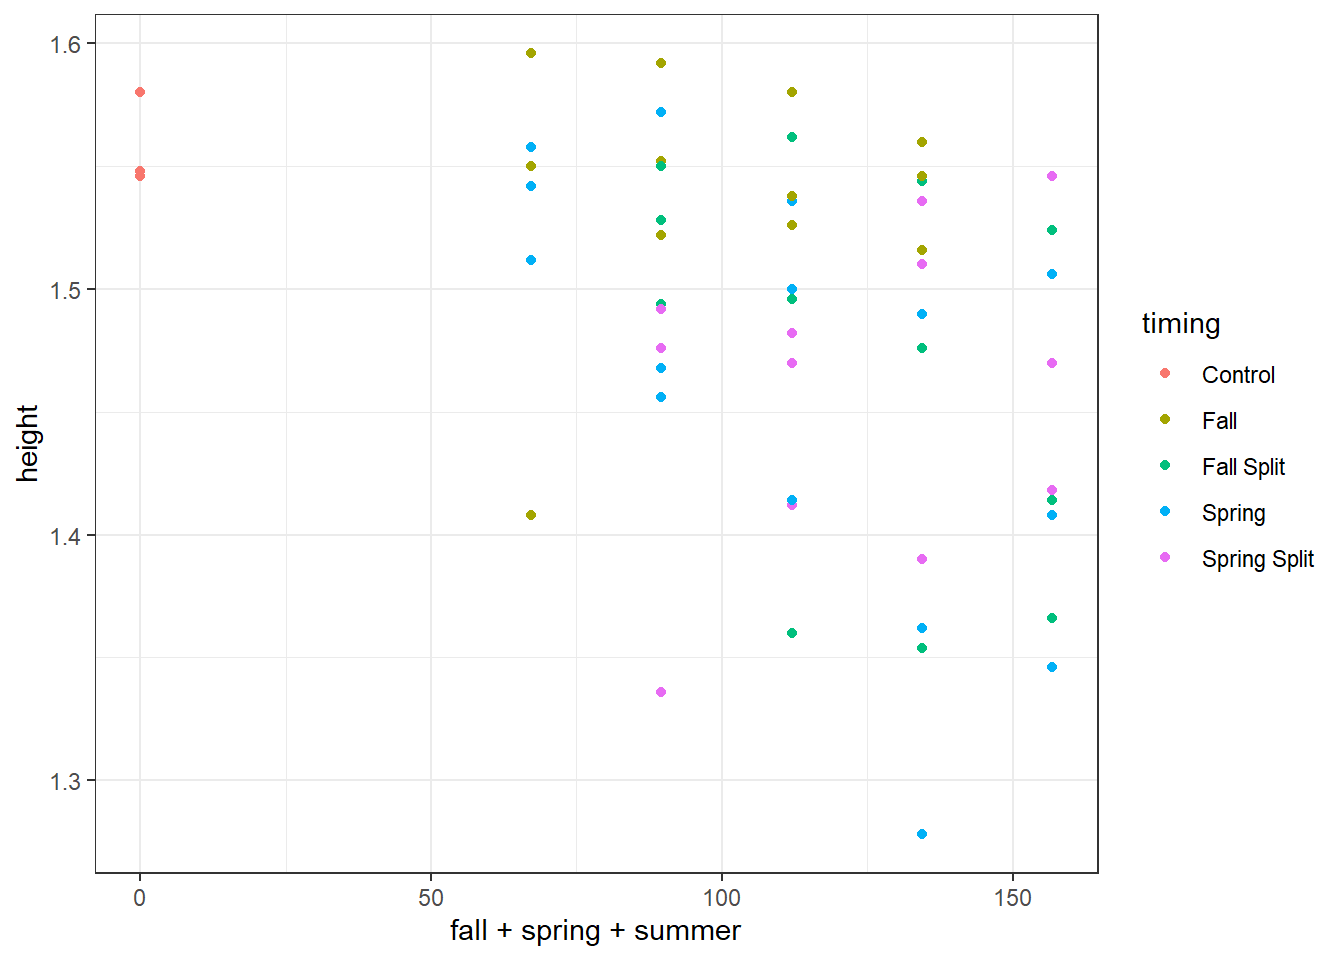 1.6
1.5
1.4
1.3
height
0 50 100 150
fall + spring + summer
timing
Control
Fall
Fall Split
Spring
Spring Split